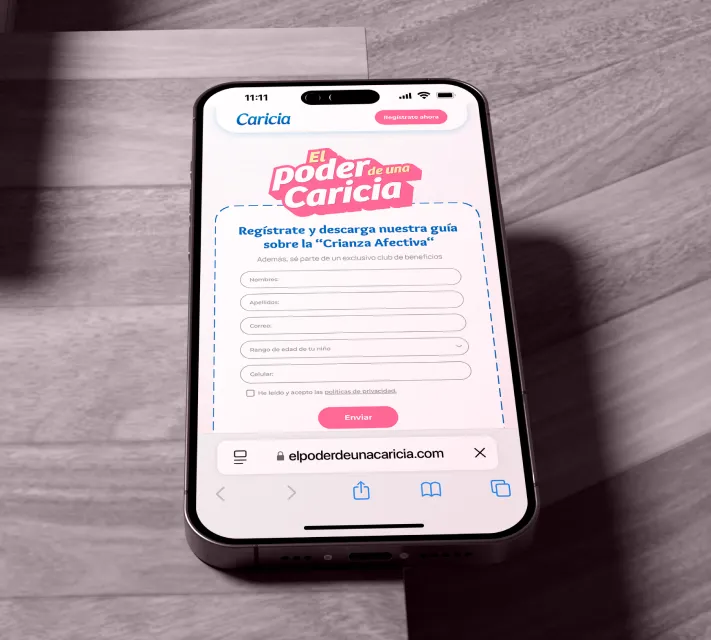 11:11
Caricia
Regístrate ahora
El
poder de una
Caricia
Regístrate y descarga nuestra guía
sobre la “Crianza Afectiva“
Además, sé parte de un exclusivo club de beneficios
Nombres:
Apellidos:
Correo:
Rango de edad de tu niño
Celular:
He leído y acepto las políticas de privacidad.
Enviar
elpoderdeunacaricia.com